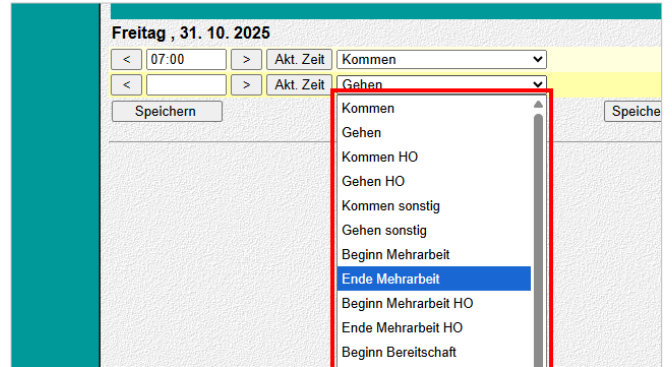 Freitag , 31. 10. 2025
< 07:00 > Akt. Zeit Kommen
< > Akt. Zeit Gehen
Speichern
Kommen
Gehen
Kommen HO
Gehen HO
Kommen sonstig
Gehen sonstig
Beginn Mehrarbeit
Ende Mehrarbeit
Beginn Mehrarbeit HO
Ende Mehrarbeit HO
Beginn Bereitschaft
Speiche